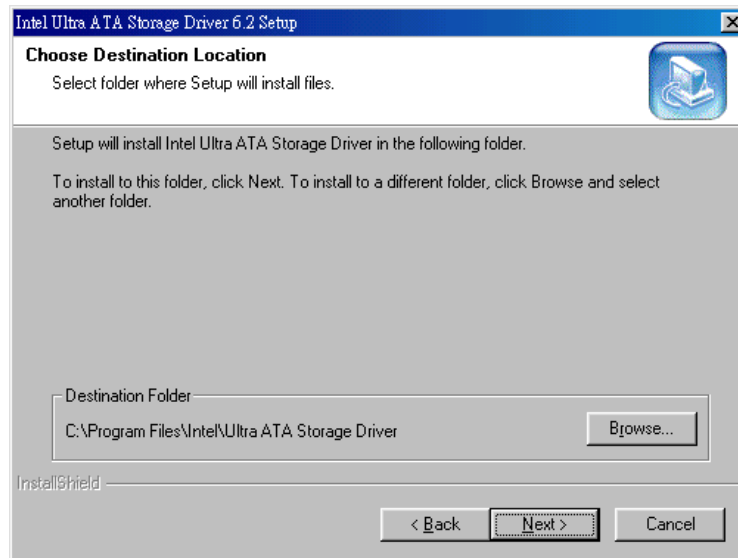 Intel Ultra ATA Storage Driver 6.2 Setup
Choose Destination Location
Select folder where Setup will install files.
Setup will install Intel Ultra ATA Storage Driver in the following folder.
To install to this folder, click Next. To install to a different folder, click Browse and select
another folder.
Destination Folder
C:\Program Files\Intel\Ultra ATA Storage Driver
Browse...
InstallShield
< Back
Next >
Cancel